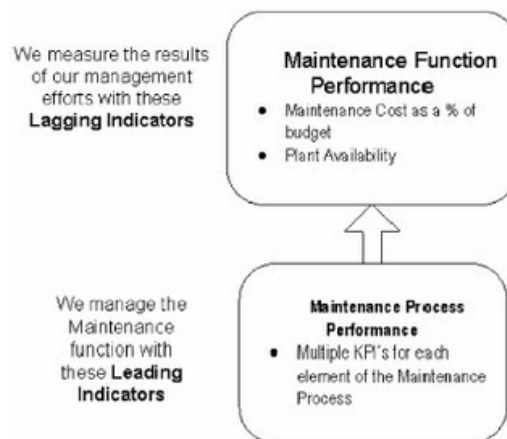 We measure the results
of our management
efforts with these
Lagging Indicators
Maintenance Function
Performance
• Maintenance Cost as a % of
budget
• Plant Availability
We manage the
Maintenance
function with
these Leading
Indicators
Maintenance Process
Performance
• Multiple KPI's for each
element of the Maintenance
Process